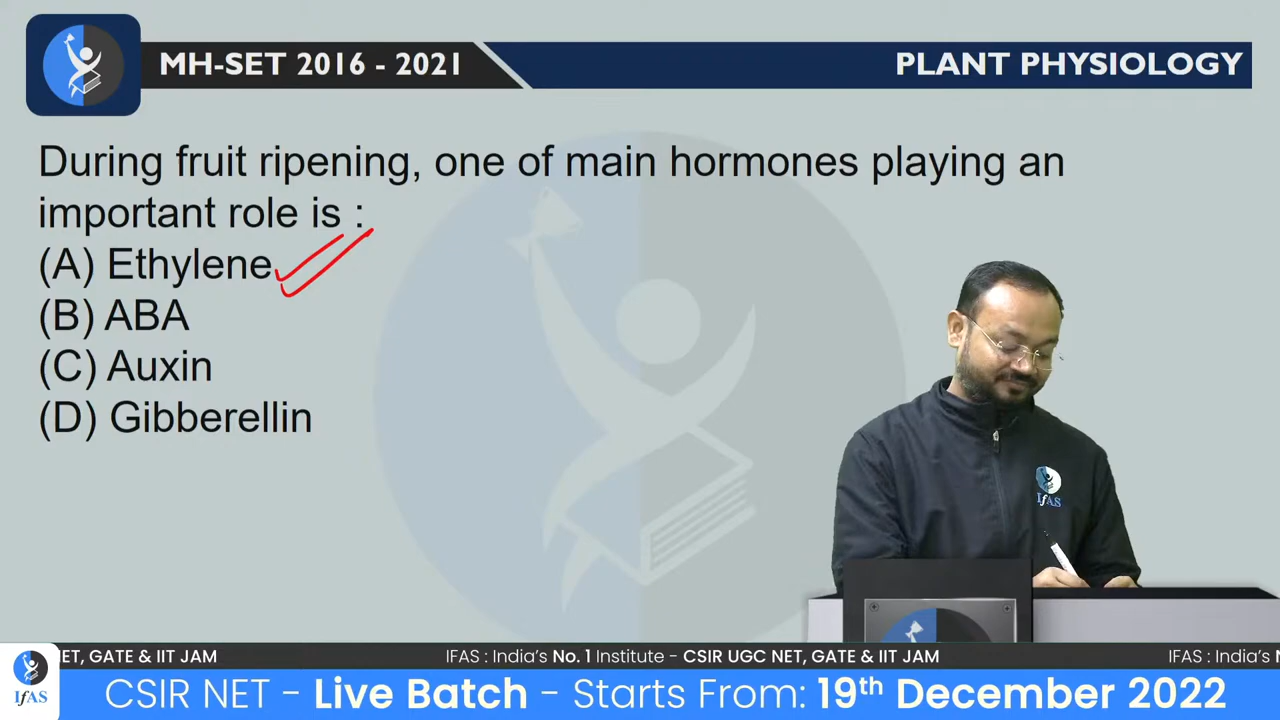 MH-SET 2016 - 2021
PLANT PHYSIOLOGY
During fruit ripening, one of main hormones playing an
important role is :
(A) Ethylene
(B) ABA
(C) Auxin
(D) Gibberellin
IfAS
NET, GATE & IIT JAM
IFAS : India's No. 1 Institute - CSIR UGC NET, GATE & IIT JAM
IFAS : India's No.
IfAS
CSIR NET - Live Batch - Starts From: 19th December 2022